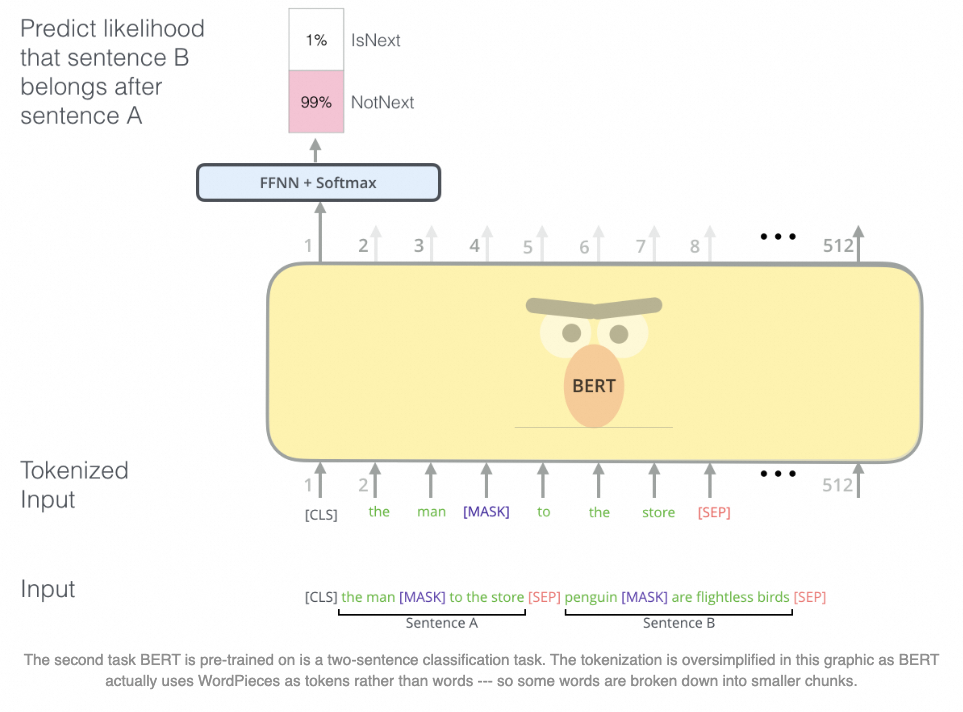 Predict likelihood
that sentence B
belongs after
sentence A
1% IsNext
99% NotNext
FFNN + Softmax
1 2 3 4 5 6 7 8 ••• 512
BERT
Tokenized
Input
1 2 ••• 512
[CLS] the man [MASK] to the store [SEP]
Input
[CLS] the man [MASK] to the store [SEP] penguin [MASK] are flightless birds [SEP]
Sentence A Sentence B
The second task BERT is pre-trained on is a two-sentence classification task. The tokenization is oversimplified in this graphic as BERT
actually uses WordPieces as tokens rather than words --- so some words are broken down into smaller chunks.